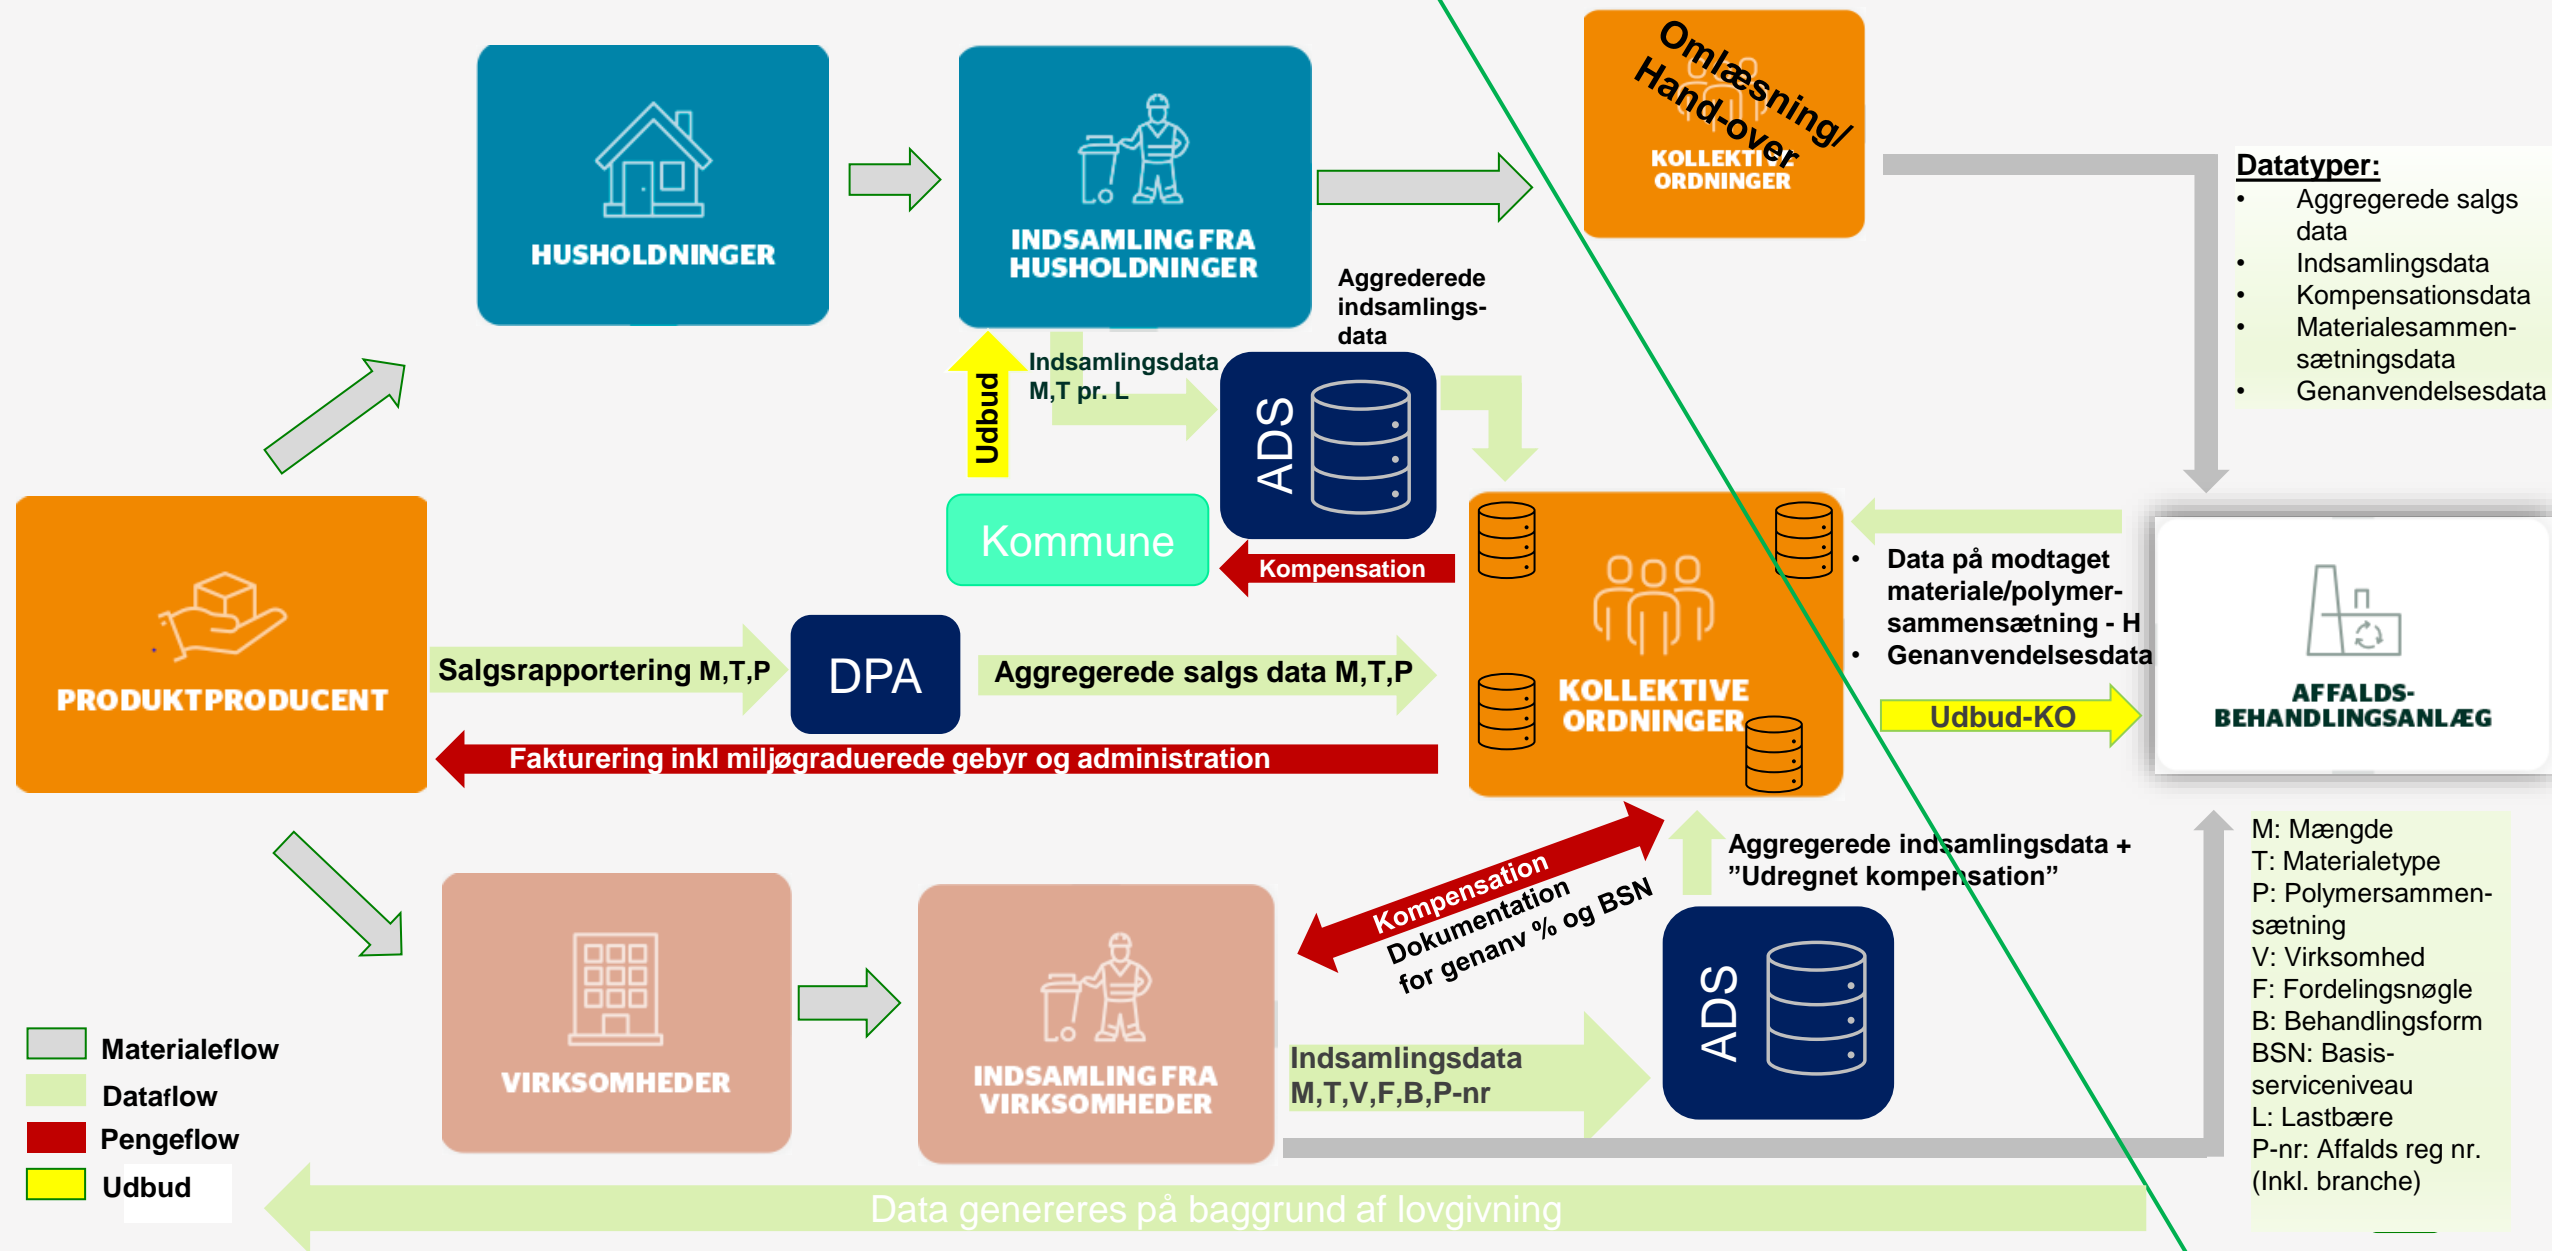 Omlæsning/
Hand-over
KOLLEKTIVE
ORDNINGER
HUSHOLDNINGER
INDSAMLING FRA
HUSHOLDNINGER
Datatyper:
• Aggregerede salgs
data
• Indsamlingsdata
• Kompensationsdata
• Materialesammen-
sætningsdata
• Genanvendelsesdata
Aggrederede
indsamlings-
data
Indsamlingsdata
M,T pr. L
Udbud
ADS
Kommune
Kompensation
PRODUKTPRODUCENT
Salgsrapportering M,T,P
DPA
Aggregerede salgs data M,T,P
KOLLEKTIVE
ORDNINGER
• Data på modtaget
materiale/polymer-
sammensætning - H
• Genanvendelsesdata
Udbud-KO
AFFALDS-
BEHANDLINGSANLÆG
Fakturering inkl miljøgraduerede gebyr og administration
Kompensation
Dokumentation
for genanv % og BSN
Aggregerede indsamlingsdata +
”Udregnet kompensation”
ADS
VIRKSOMHEDER
INDSAMLING FRA
VIRKSOMHEDER
Indsamlingsdata
M,T,V,F,B,P-nr
M: Mængde
T: Materialetype
P: Polymersammen-
sætning
V: Virksomhed
F: Fordelingsnøgle
B: Behandlingsform
BSN: Basis-
serviceniveau
L: Lastbære
P-nr: Affalds reg nr.
(Inkl. branche)
Materialeflow
Dataflow
Pengeflow
Udbud
Data genereres på baggrund af lovgivning